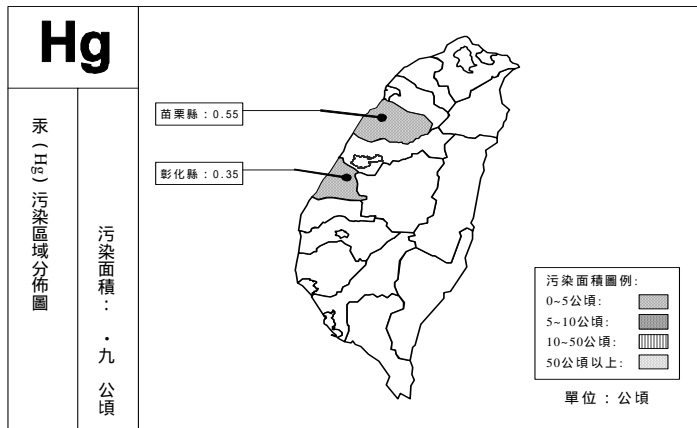 Hg
汞(Hg)污染區域分佈圖
污染面積： ．九 公頃
苗栗縣：0.55
彰化縣：0.35
污染面積圖例:
0~5公頃:
5~10公頃:
10~50公頃:
50公頃以上:
單位：公頃